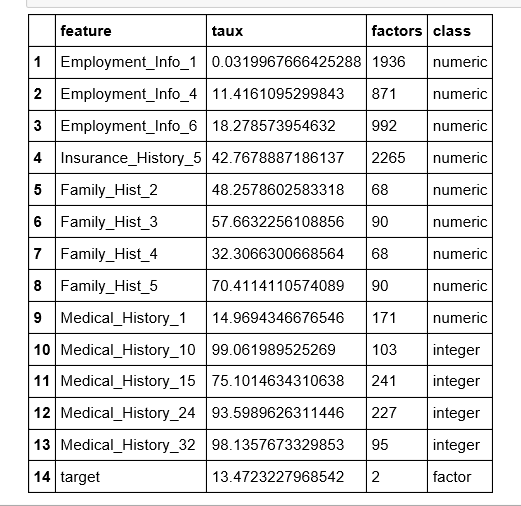 feature taux factors class
1 Employment_Info_1 0.0319967666425288 1936 numeric
2 Employment_Info_4 11.4161095299843 871 numeric
3 Employment_Info_6 18.278573954632 992 numeric
4 Insurance_History_5 42.7678887186137 2265 numeric
5 Family_Hist_2 48.2578602583318 68 numeric
6 Family_Hist_3 57.6632256108856 90 numeric
7 Family_Hist_4 32.3066300668564 68 numeric
8 Family_Hist_5 70.4114110574089 90 numeric
9 Medical_History_1 14.9694346676546 171 numeric
10 Medical_History_10 99.061989525269 103 integer
11 Medical_History_15 75.1014634310638 241 integer
12 Medical_History_24 93.5989626311446 227 integer
13 Medical_History_32 98.1357673329853 95 integer
14 target 13.4723227968542 2 factor